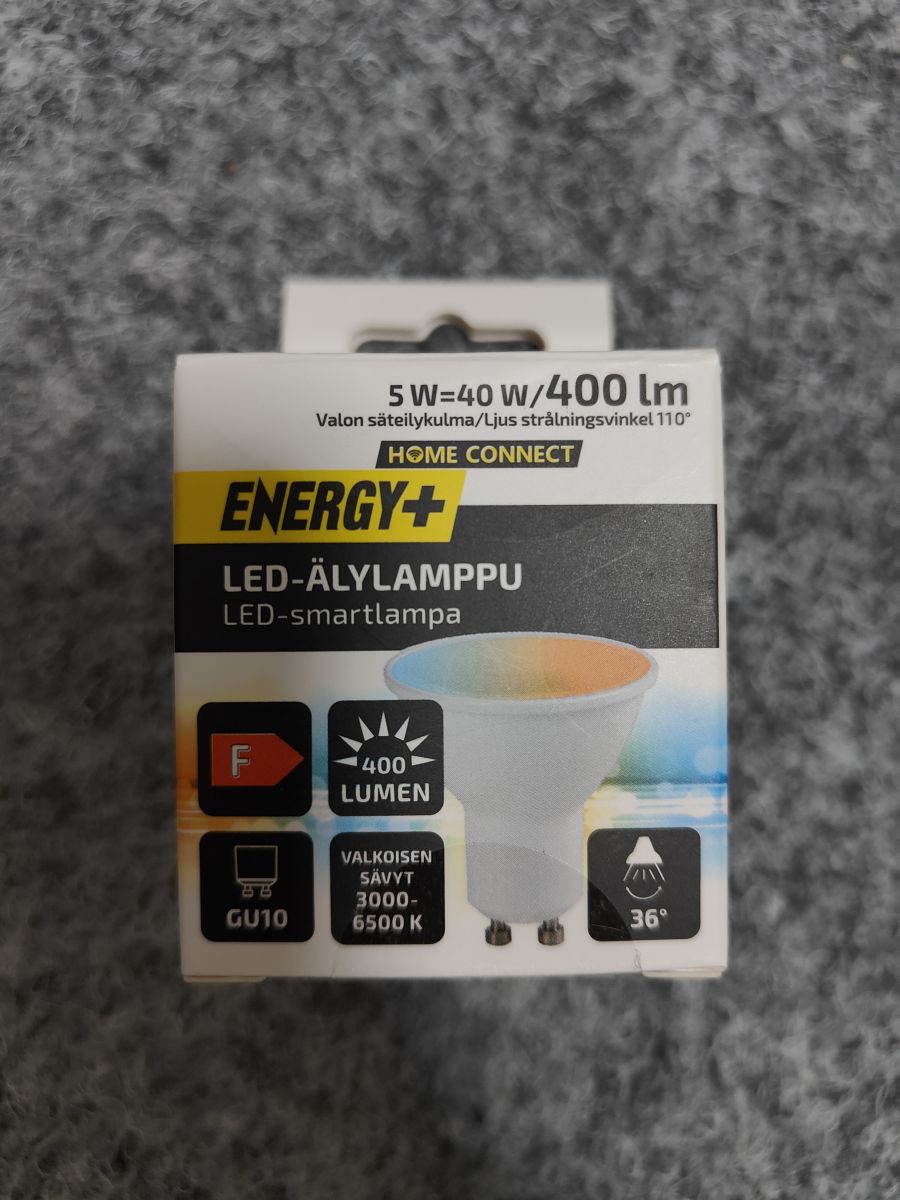 5 W=40 W/400 lm
Valon säteilykulma/Ljus strålningsvinkel 110°
HOME CONNECT
ENERGY+
LED-ÄLYLAMPPU
LED-smartlampa
F
400
LUMEN
GU10
VALKOISEN
SÄVYT
3000-
6500 K
36°